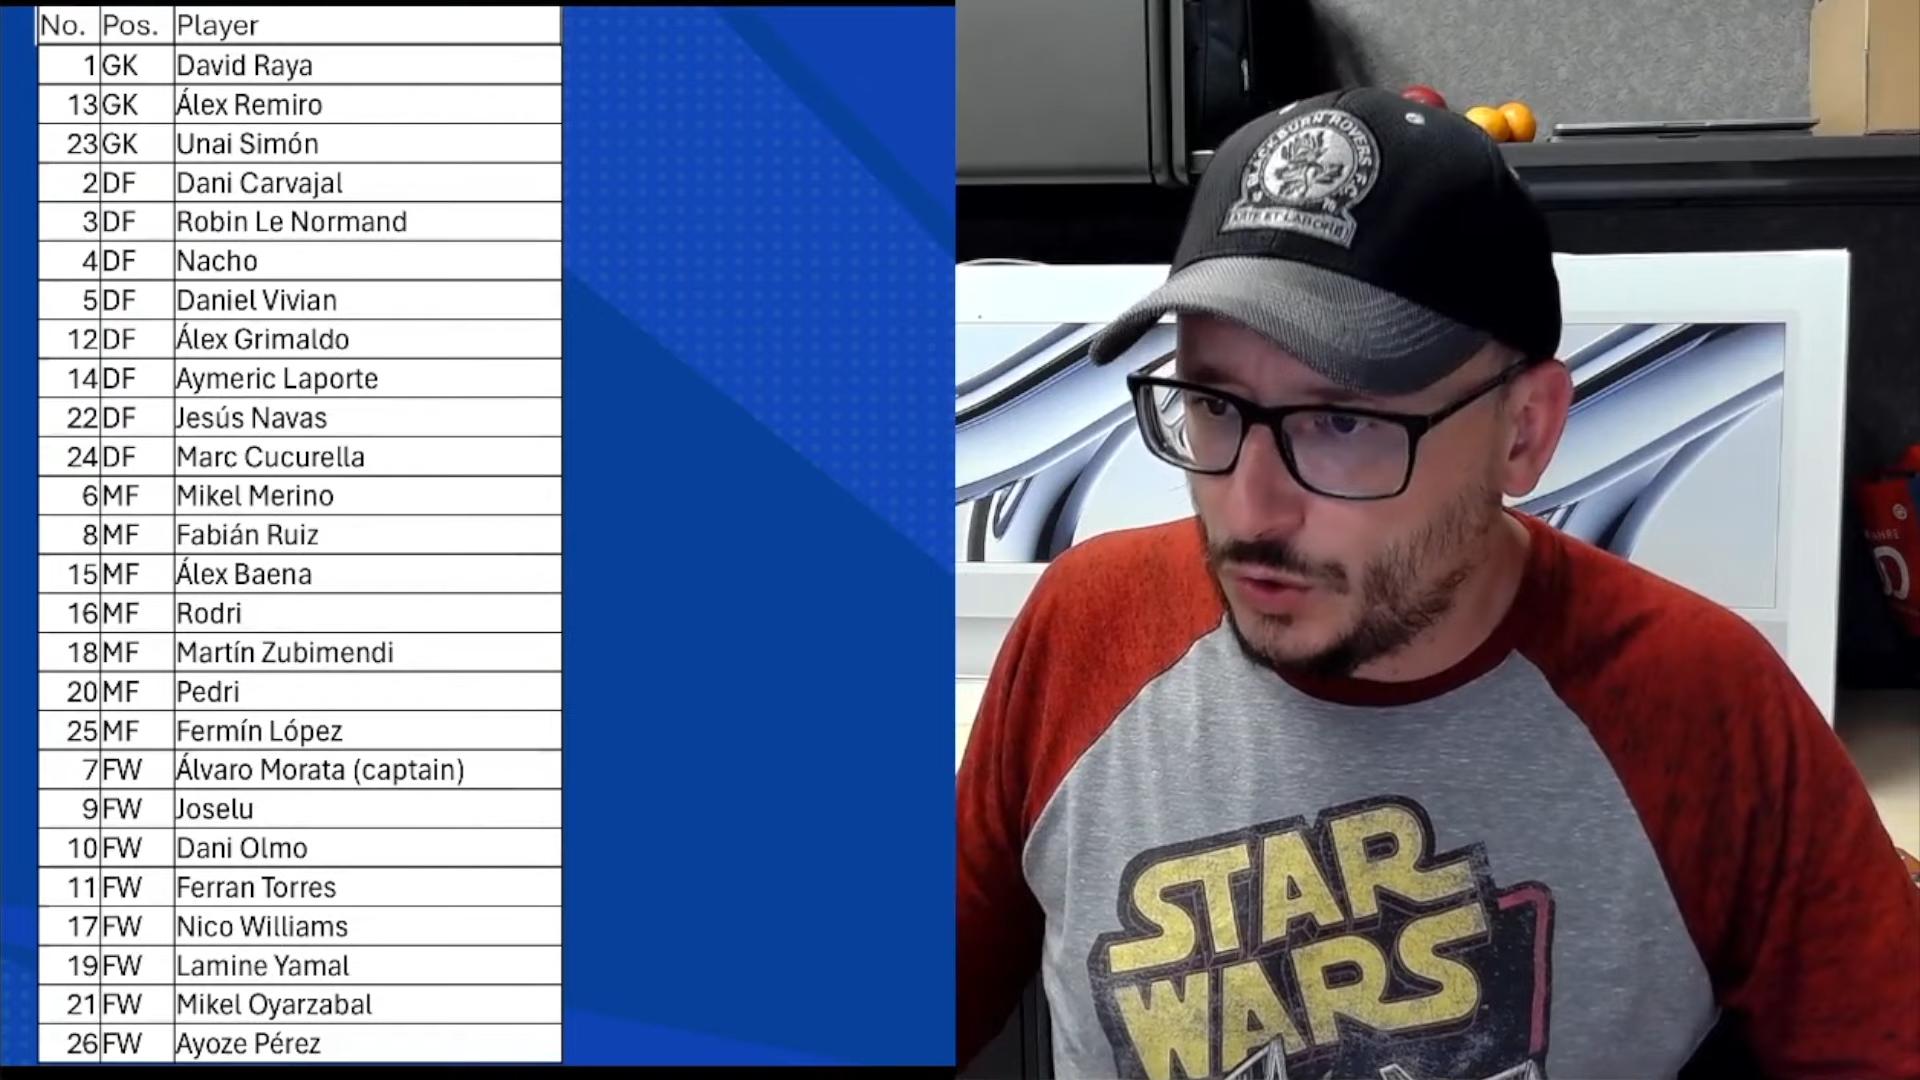 No. Pos. Player
1 GK David Raya
13 GK Álex Remiro
23 GK Unai Simón
2 DF Dani Carvajal
3 DF Robin Le Normand
4 DF Nacho
5 DF Daniel Vivian
12 DF Álex Grimaldo
14 DF Aymeric Laporte
22 DF Jesús Navas
24 DF Marc Cucurella
6 MF Mikel Merino
8 MF Fabián Ruiz
15 MF Álex Baena
16 MF Rodri
18 MF Martín Zubimendi
20 MF Pedri
25 MF Fermín López
7 FW Álvaro Morata (captain)
9 FW Joselu
10 FW Dani Olmo
11 FW Ferran Torres
17 FW Nico Williams
19 FW Lamine Yamal
21 FW Mikel Oyarzabal
26 FW Ayoze Pérez
BLACKBURN ROVERS F.C.
ARTE ET LABORE
STAR
WARS